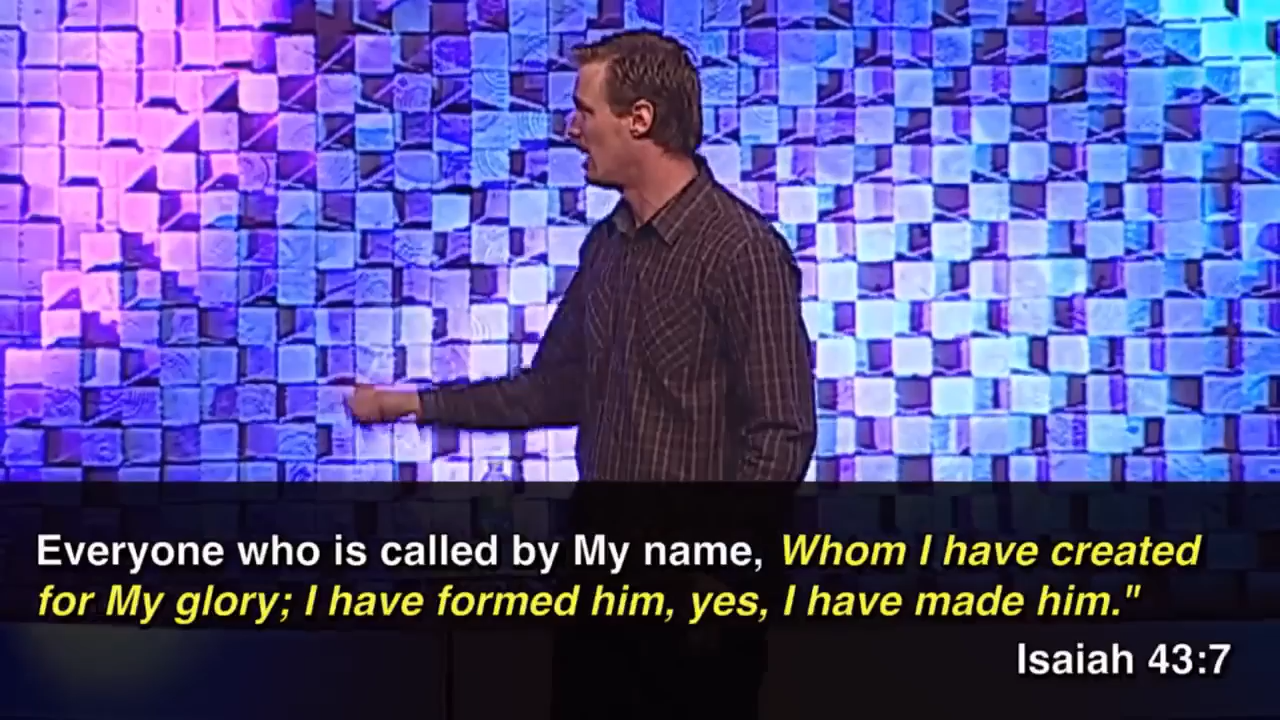 Everyone who is called by My name, Whom I have created
for My glory; I have formed him, yes, I have made him."
Isaiah 43:7